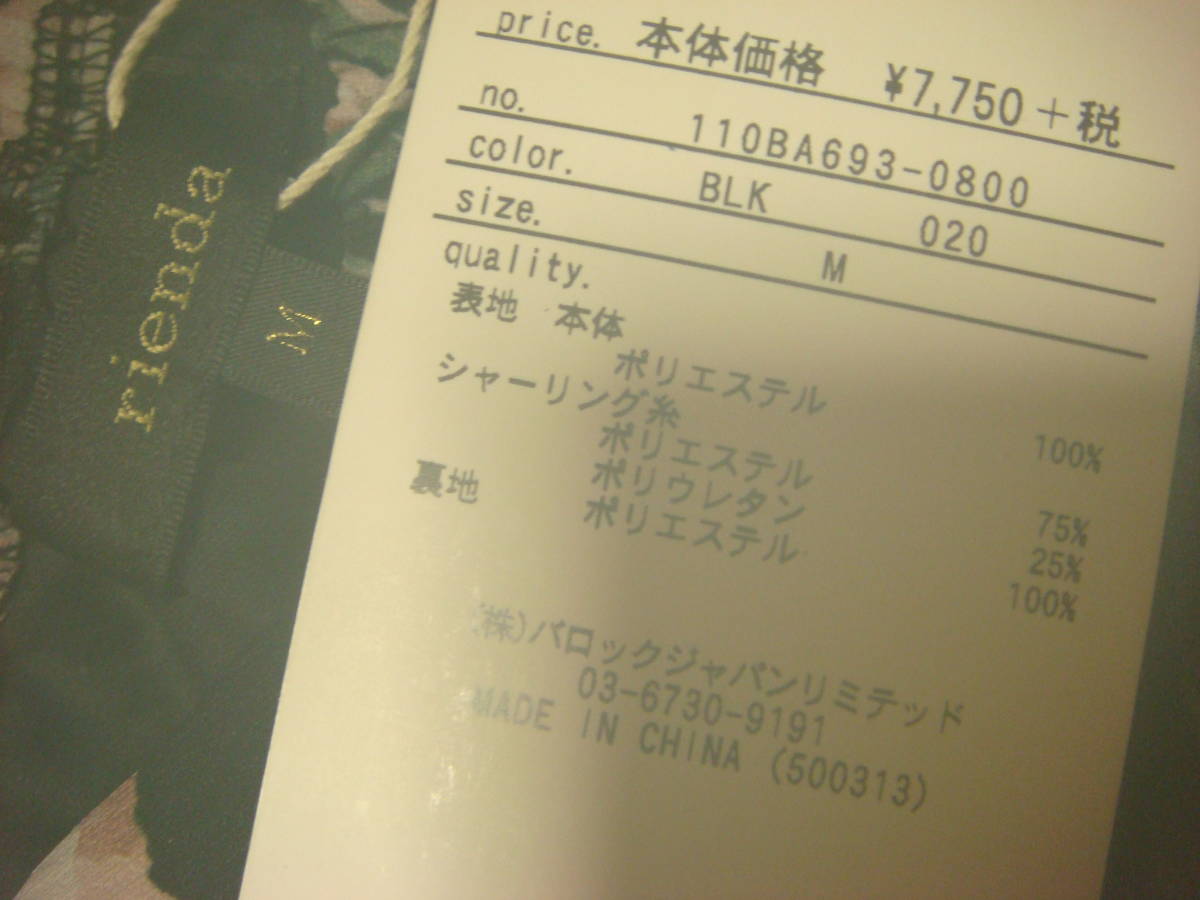 rienda
M
price. 本体価格 ¥7,750+税
no. 110BA693-0800
color. BLK 020
size. M
quality.
表地 本体
ポリエステル 100%
シャーリング糸
ポリエステル 75%
ポリウレタン 25%
裏地 ポリエステル 100%
(株)バロックジャパンリミテッド
03-6730-9191
MADE IN CHINA (500313)